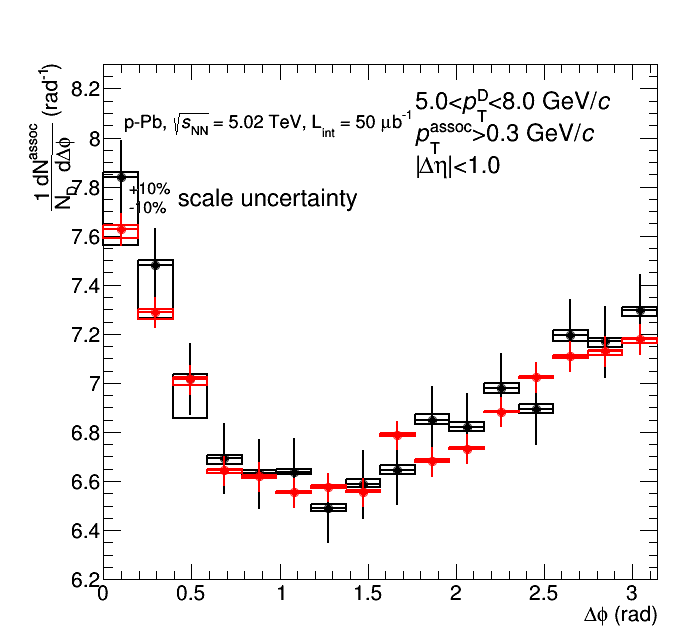 1 dN^assoc
N_D dΔϕ (rad^-1)
8.2
8
7.8
7.6
7.4
7.2
7
6.8
6.6
6.4
6.2
p-Pb, √s_NN = 5.02 TeV, L_int = 50 μb^-1
5.0<p_T^D<8.0 GeV/c
p_T^assoc>0.3 GeV/c
|Δη|<1.0
+10%
-10%
scale uncertainty
0 0.5 1 1.5 2 2.5 3
Δϕ (rad)